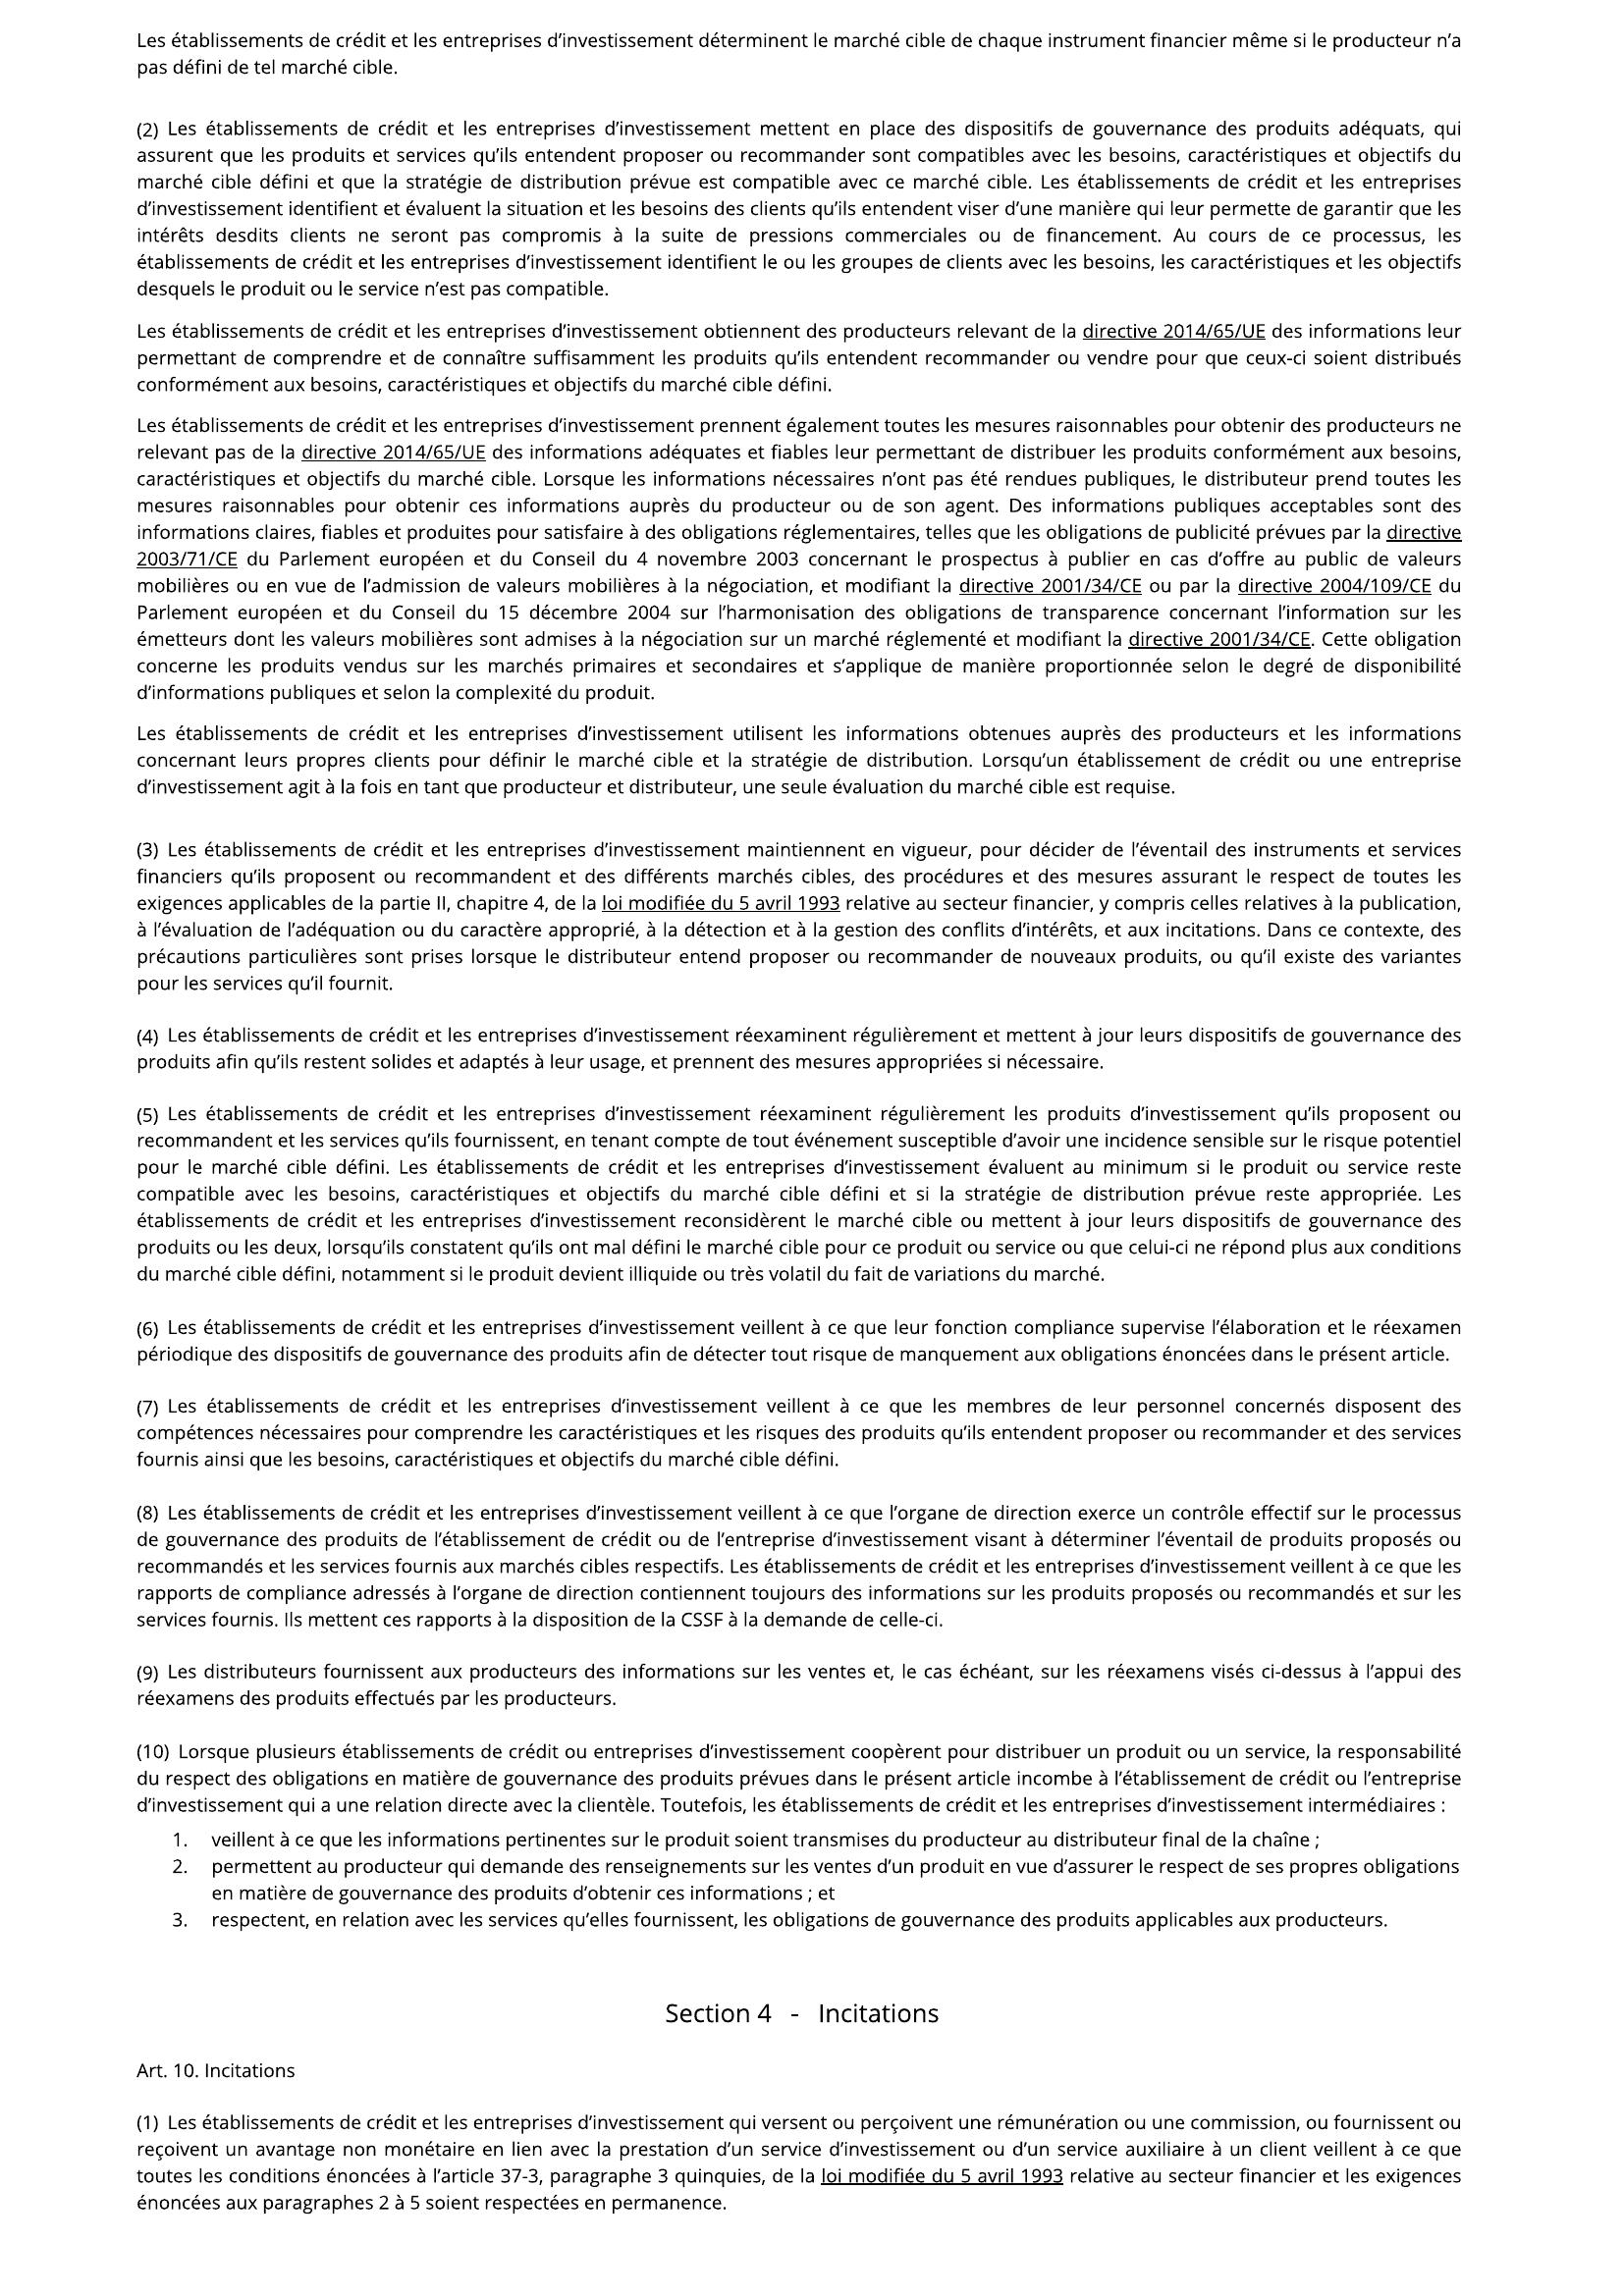 Les établissements de crédit et les entreprises d’investissement déterminent le marché cible de chaque instrument financier même si le producteur n’a
pas défini de tel marché cible.
(2) Les établissements de crédit et les entreprises d’investissement mettent en place des dispositifs de gouvernance des produits adéquats, qui
assurent que les produits et services qu’ils entendent proposer ou recommander sont compatibles avec les besoins, caractéristiques et objectifs du
marché cible défini et que la stratégie de distribution prévue est compatible avec ce marché cible. Les établissements de crédit et les entreprises
d’investissement identifient et évaluent la situation et les besoins des clients qu’ils entendent viser d’une manière qui leur permette de garantir que les
intérêts desdits clients ne seront pas compromis à la suite de pressions commerciales ou de financement. Au cours de ce processus, les
établissements de crédit et les entreprises d’investissement identifient le ou les groupes de clients avec les besoins, les caractéristiques et les objectifs
desquels le produit ou le service n’est pas compatible.
Les établissements de crédit et les entreprises d’investissement obtiennent des producteurs relevant de la directive 2014/65/UE des informations leur
permettant de comprendre et de connaître suffisamment les produits qu’ils entendent recommander ou vendre pour que ceux-ci soient distribués
conformément aux besoins, caractéristiques et objectifs du marché cible défini.
Les établissements de crédit et les entreprises d’investissement prennent également toutes les mesures raisonnables pour obtenir des producteurs ne
relevant pas de la directive 2014/65/UE des informations adéquates et fiables leur permettant de distribuer les produits conformément aux besoins,
caractéristiques et objectifs du marché cible. Lorsque les informations nécessaires n’ont pas été rendues publiques, le distributeur prend toutes les
mesures raisonnables pour obtenir ces informations auprès du producteur ou de son agent. Des informations publiques acceptables sont des
informations claires, fiables et produites pour satisfaire à des obligations réglementaires, telles que les obligations de publicité prévues par la directive
2003/71/CE du Parlement européen et du Conseil du 4 novembre 2003 concernant le prospectus à publier en cas d’offre au public de valeurs
mobilières ou en vue de l’admission de valeurs mobilières à la négociation, et modifiant la directive 2001/34/CE ou par la directive 2004/109/CE du
Parlement européen et du Conseil du 15 décembre 2004 sur l’harmonisation des obligations de transparence concernant l’information sur les
émetteurs dont les valeurs mobilières sont admises à la négociation sur un marché réglementé et modifiant la directive 2001/34/CE. Cette obligation
concerne les produits vendus sur les marchés primaires et secondaires et s’applique de manière proportionnée selon le degré de disponibilité
d’informations publiques et selon la complexité du produit.
Les établissements de crédit et les entreprises d’investissement utilisent les informations obtenues auprès des producteurs et les informations
concernant leurs propres clients pour définir le marché cible et la stratégie de distribution. Lorsqu’un établissement de crédit ou une entreprise
d’investissement agit à la fois en tant que producteur et distributeur, une seule évaluation du marché cible est requise.
(3) Les établissements de crédit et les entreprises d’investissement maintiennent en vigueur, pour décider de l’éventail des instruments et services
financiers qu’ils proposent ou recommandent et des différents marchés cibles, des procédures et des mesures assurant le respect de toutes les
exigences applicables de la partie II, chapitre 4, de la loi modifiée du 5 avril 1993 relative au secteur financier, y compris celles relatives à la publication,
à l’évaluation de l’adéquation ou du caractère approprié, à la détection et à la gestion des conflits d’intérêts, et aux incitations. Dans ce contexte, des
précautions particulières sont prises lorsque le distributeur entend proposer ou recommander de nouveaux produits, ou qu’il existe des variantes
pour les services qu’il fournit.
(4) Les établissements de crédit et les entreprises d’investissement réexaminent régulièrement et mettent à jour leurs dispositifs de gouvernance des
produits afin qu’ils restent solides et adaptés à leur usage, et prennent des mesures appropriées si nécessaire.
(5) Les établissements de crédit et les entreprises d’investissement réexaminent régulièrement les produits d’investissement qu’ils proposent ou
recommandent et les services qu’ils fournissent, en tenant compte de tout événement susceptible d’avoir une incidence sensible sur le risque potentiel
pour le marché cible défini. Les établissements de crédit et les entreprises d’investissement évaluent au minimum si le produit ou service reste
compatible avec les besoins, caractéristiques et objectifs du marché cible défini et si la stratégie de distribution prévue reste appropriée. Les
établissements de crédit et les entreprises d’investissement reconsidèrent le marché cible ou mettent à jour leurs dispositifs de gouvernance des
produits ou les deux, lorsqu’ils constatent qu’ils ont mal défini le marché cible pour ce produit ou service ou que celui-ci ne répond plus aux conditions
du marché cible défini, notamment si le produit devient illiquide ou très volatil du fait de variations du marché.
(6) Les établissements de crédit et les entreprises d’investissement veillent à ce que leur fonction compliance supervise l’élaboration et le réexamen
périodique des dispositifs de gouvernance des produits afin de détecter tout risque de manquement aux obligations énoncées dans le présent article.
(7) Les établissements de crédit et les entreprises d’investissement veillent à ce que les membres de leur personnel concernés disposent des
compétences nécessaires pour comprendre les caractéristiques et les risques des produits qu’ils entendent proposer ou recommander et des services
fournis ainsi que les besoins, caractéristiques et objectifs du marché cible défini.
(8) Les établissements de crédit et les entreprises d’investissement veillent à ce que l’organe de direction exerce un contrôle effectif sur le processus
de gouvernance des produits de l’établissement de crédit ou de l’entreprise d’investissement visant à déterminer l’éventail de produits proposés ou
recommandés et les services fournis aux marchés cibles respectifs. Les établissements de crédit et les entreprises d’investissement veillent à ce que les
rapports de compliance adressés à l’organe de direction contiennent toujours des informations sur les produits proposés ou recommandés et sur les
services fournis. Ils mettent ces rapports à la disposition de la CSSF à la demande de celle-ci.
(9) Les distributeurs fournissent aux producteurs des informations sur les ventes et, le cas échéant, sur les réexamens visés ci-dessus à l’appui des
réexamens des produits effectués par les producteurs.
(10) Lorsque plusieurs établissements de crédit ou entreprises d’investissement coopèrent pour distribuer un produit ou un service, la responsabilité
du respect des obligations en matière de gouvernance des produits prévues dans le présent article incombe à l’établissement de crédit ou l’entreprise
d’investissement qui a une relation directe avec la clientèle. Toutefois, les établissements de crédit et les entreprises d’investissement intermédiaires :
1. veillent à ce que les informations pertinentes sur le produit soient transmises du producteur au distributeur final de la chaîne ;
2. permettent au producteur qui demande des renseignements sur les ventes d’un produit en vue d’assurer le respect de ses propres obligations
en matière de gouvernance des produits d’obtenir ces informations ; et
3. respectent, en relation avec les services qu’elles fournissent, les obligations de gouvernance des produits applicables aux producteurs.
Section 4 - Incitations
Art. 10. Incitations
(1) Les établissements de crédit et les entreprises d’investissement qui versent ou perçoivent une rémunération ou une commission, ou fournissent ou
reçoivent un avantage non monétaire en lien avec la prestation d’un service d’investissement ou d’un service auxiliaire à un client veillent à ce que
toutes les conditions énoncées à l’article 37-3, paragraphe 3 quinquies, de la loi modifiée du 5 avril 1993 relative au secteur financier et les exigences
énoncées aux paragraphes 2 à 5 soient respectées en permanence.